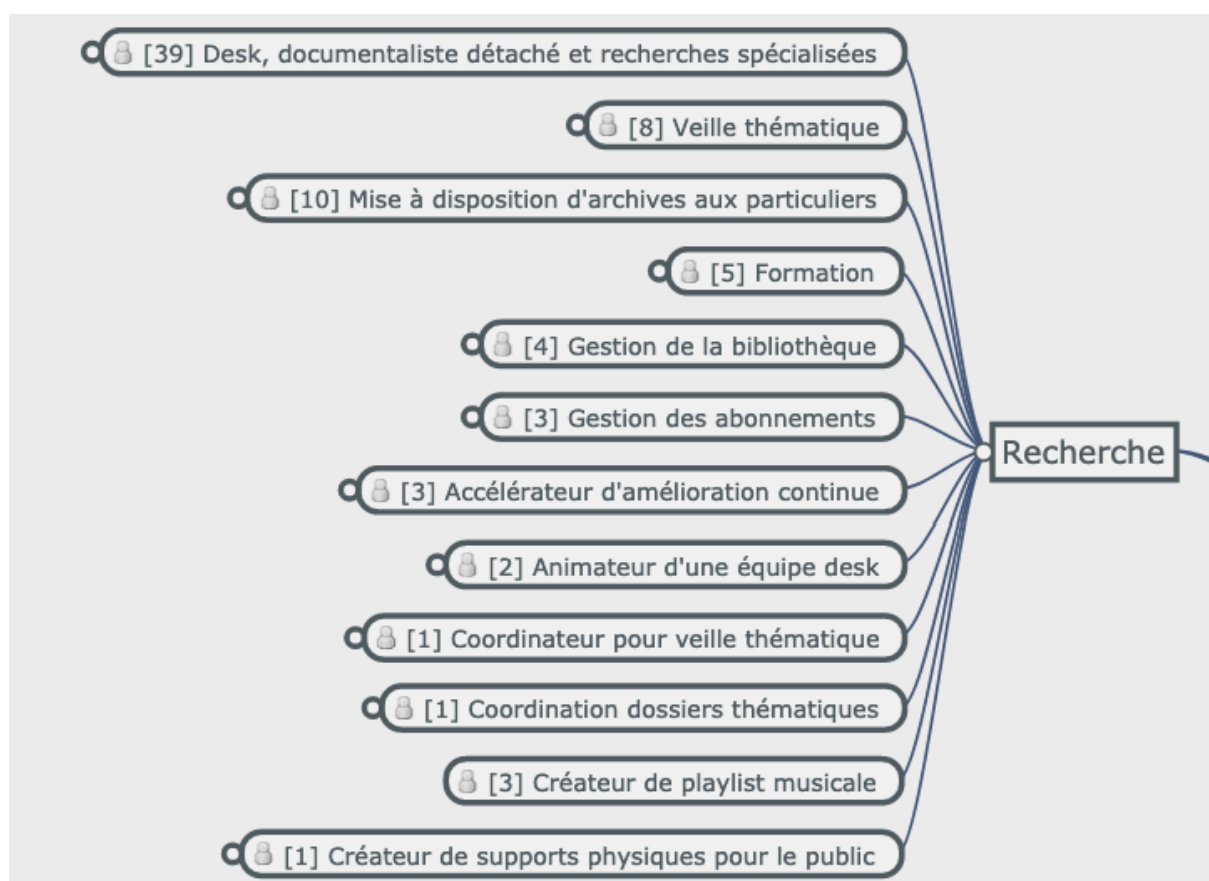 [39] Desk, documentaliste détaché et recherches spécialisées
[8] Veille thématique
[10] Mise à disposition d'archives aux particuliers
[5] Formation
[4] Gestion de la bibliothèque
[3] Gestion des abonnements
Recherche
[3] Accélérateur d'amélioration continue
[2] Animateur d'une équipe desk
[1] Coordinateur pour veille thématique
[1] Coordination dossiers thématiques
[3] Créateur de playlist musicale
[1] Créateur de supports physiques pour le public